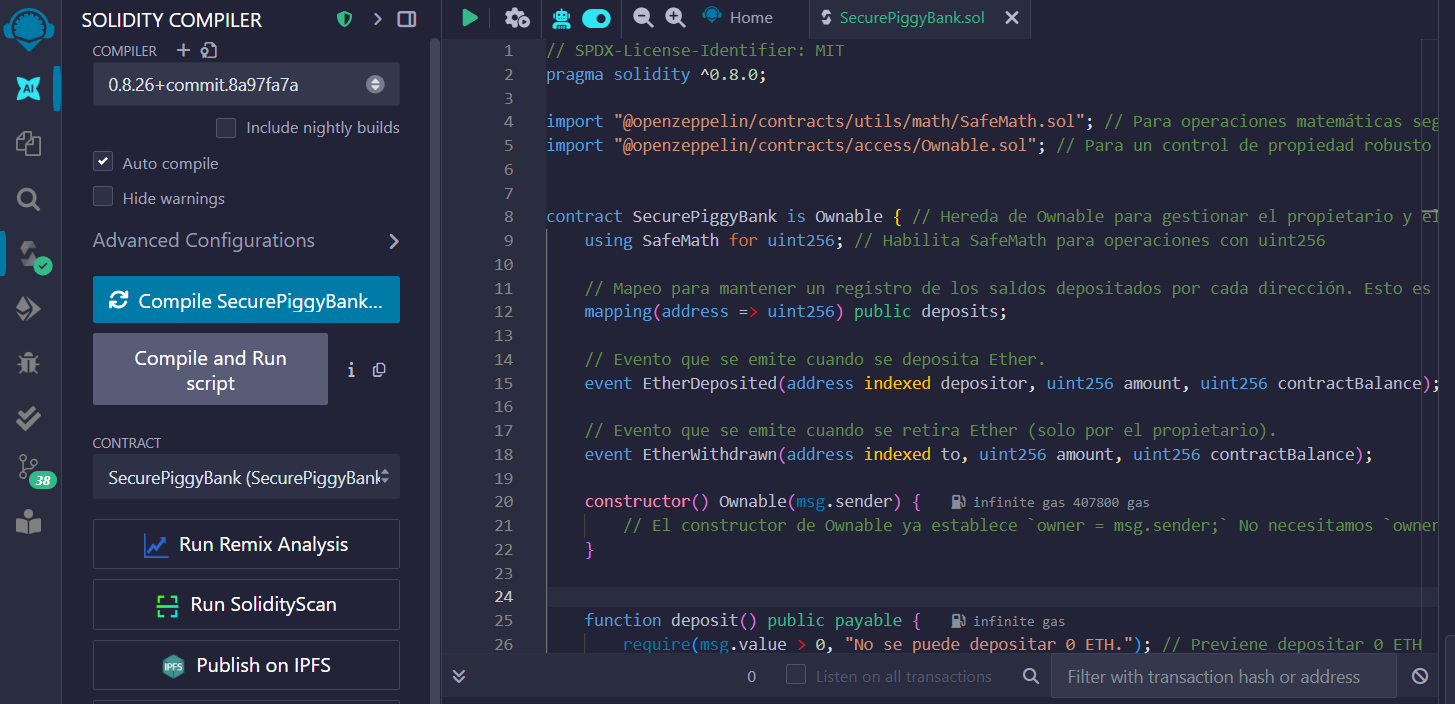 SOLIDITY COMPILER
COMPILER
0.8.26+commit.8a97fa7a
Include nightly builds
Auto compile
Hide warnings
Advanced Configurations
Compile SecurePiggyBank...
Compile and Run
script
i
CONTRACT
SecurePiggyBank (SecurePiggyBank
Run Remix Analysis
Run SolidityScan
IPFS
Publish on IPFS
AI
38
Home
SecurePiggyBank.sol
1 // SPDX-License-Identifier: MIT
2 pragma solidity ^0.8.0;
3
4 import "@openzeppelin/contracts/utils/math/SafeMath.sol"; // Para operaciones matemáticas seg
5 import "@openzeppelin/contracts/access/Ownable.sol"; // Para un control de propiedad robusto
6
7
8 contract SecurePiggyBank is Ownable { // Hereda de Ownable para gestionar el propietario y el
9 using SafeMath for uint256; // Habilita SafeMath para operaciones con uint256
10
11 // Mapeo para mantener un registro de los saldos depositados por cada dirección. Esto es
12 mapping(address => uint256) public deposits;
13
14 // Evento que se emite cuando se deposita Ether.
15 event EtherDeposited(address indexed depositor, uint256 amount, uint256 contractBalance);
16
17 // Evento que se emite cuando se retira Ether (solo por el propietario).
18 event EtherWithdrawn(address indexed to, uint256 amount, uint256 contractBalance);
19
20 constructor() Ownable(msg.sender) { infinite gas 407800 gas
21 // El constructor de Ownable ya establece `owner = msg.sender;` No necesitamos `owner
22 }
23
24
25 function deposit() public payable { infinite gas
26 require(msg.value > 0, "No se puede depositar 0 ETH."); // Previene depositar 0 ETH
0
Listen on all transactions
Filter with transaction hash or address